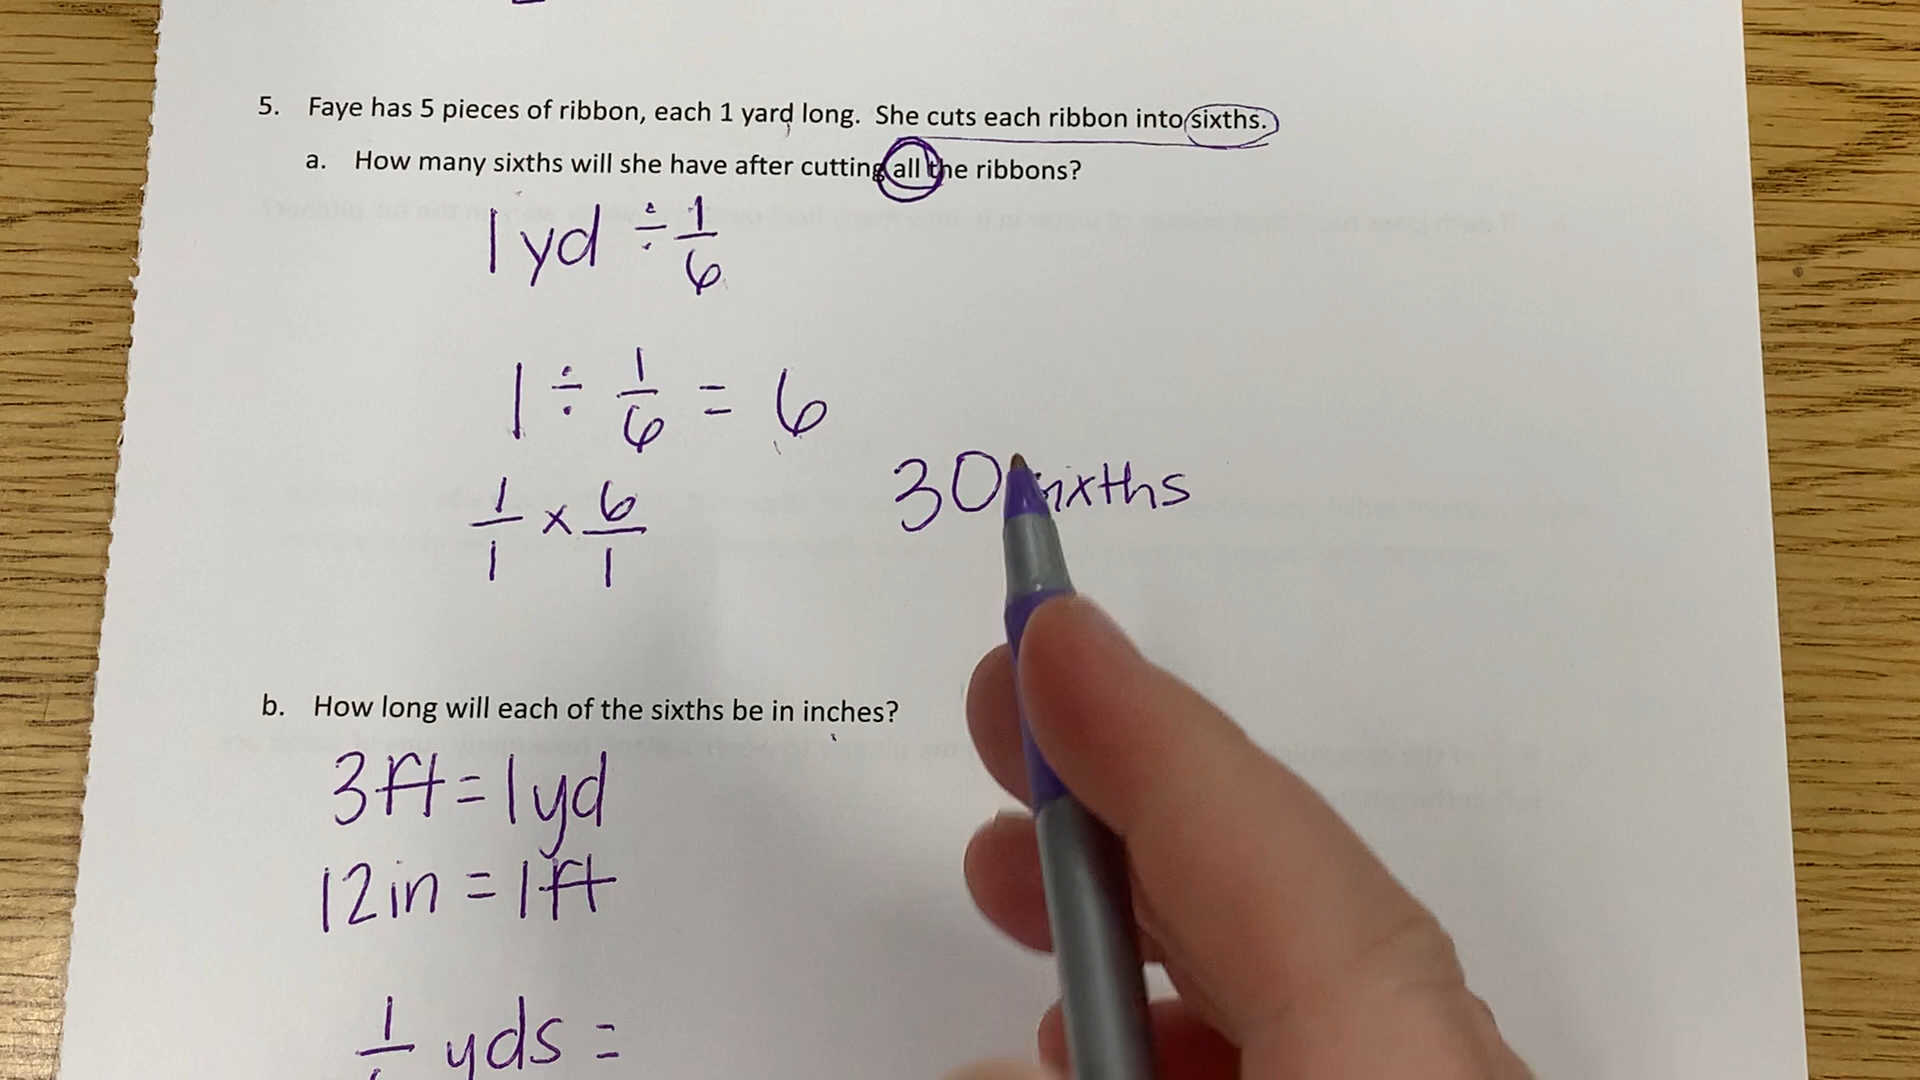 5. Faye has 5 pieces of ribbon, each 1 yard long. She cuts each ribbon into sixths.
a. How many sixths will she have after cutting all the ribbons?
1 yd ÷ 1/6
1 ÷ 1/6 = 6
30 sixths
1/1 × 6/1
b. How long will each of the sixths be in inches?
3ft = 1yd
12in = 1ft
yds =